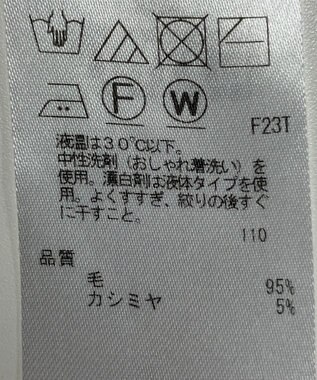 F W
F23T
液温は30℃以下。
中性洗剤(おしゃれ着洗い)を
使用。漂白剤は液体タイプを使
用。よくすすぎ、絞りの後すぐ
に干すこと。
110
品質
毛 95%
カシミヤ 5%